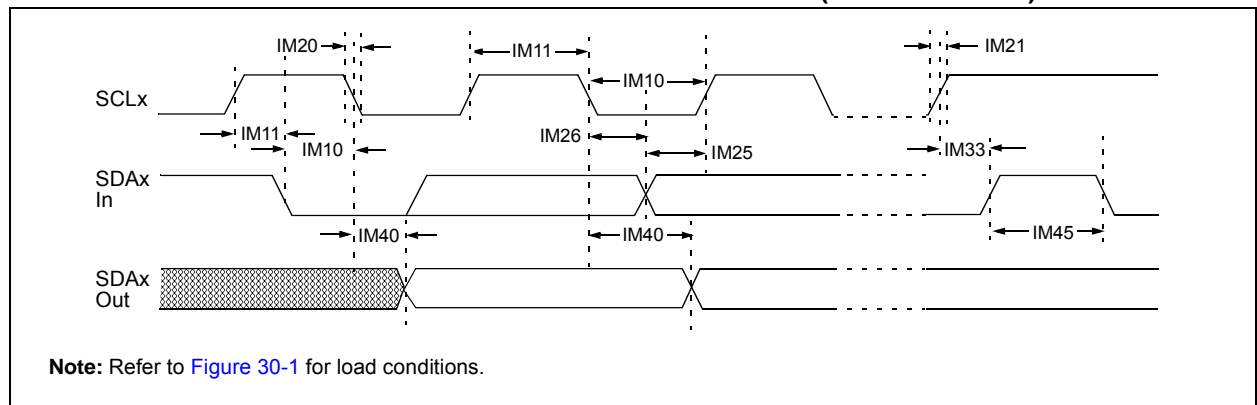 IM20
IM11
IM21
IM10
SCLx
IM11
IM26
IM10
IM25
IM33
SDAx
In
IM40
IM40
IM45
SDAx
Out
Note: Refer to Figure 30-1 for load conditions.